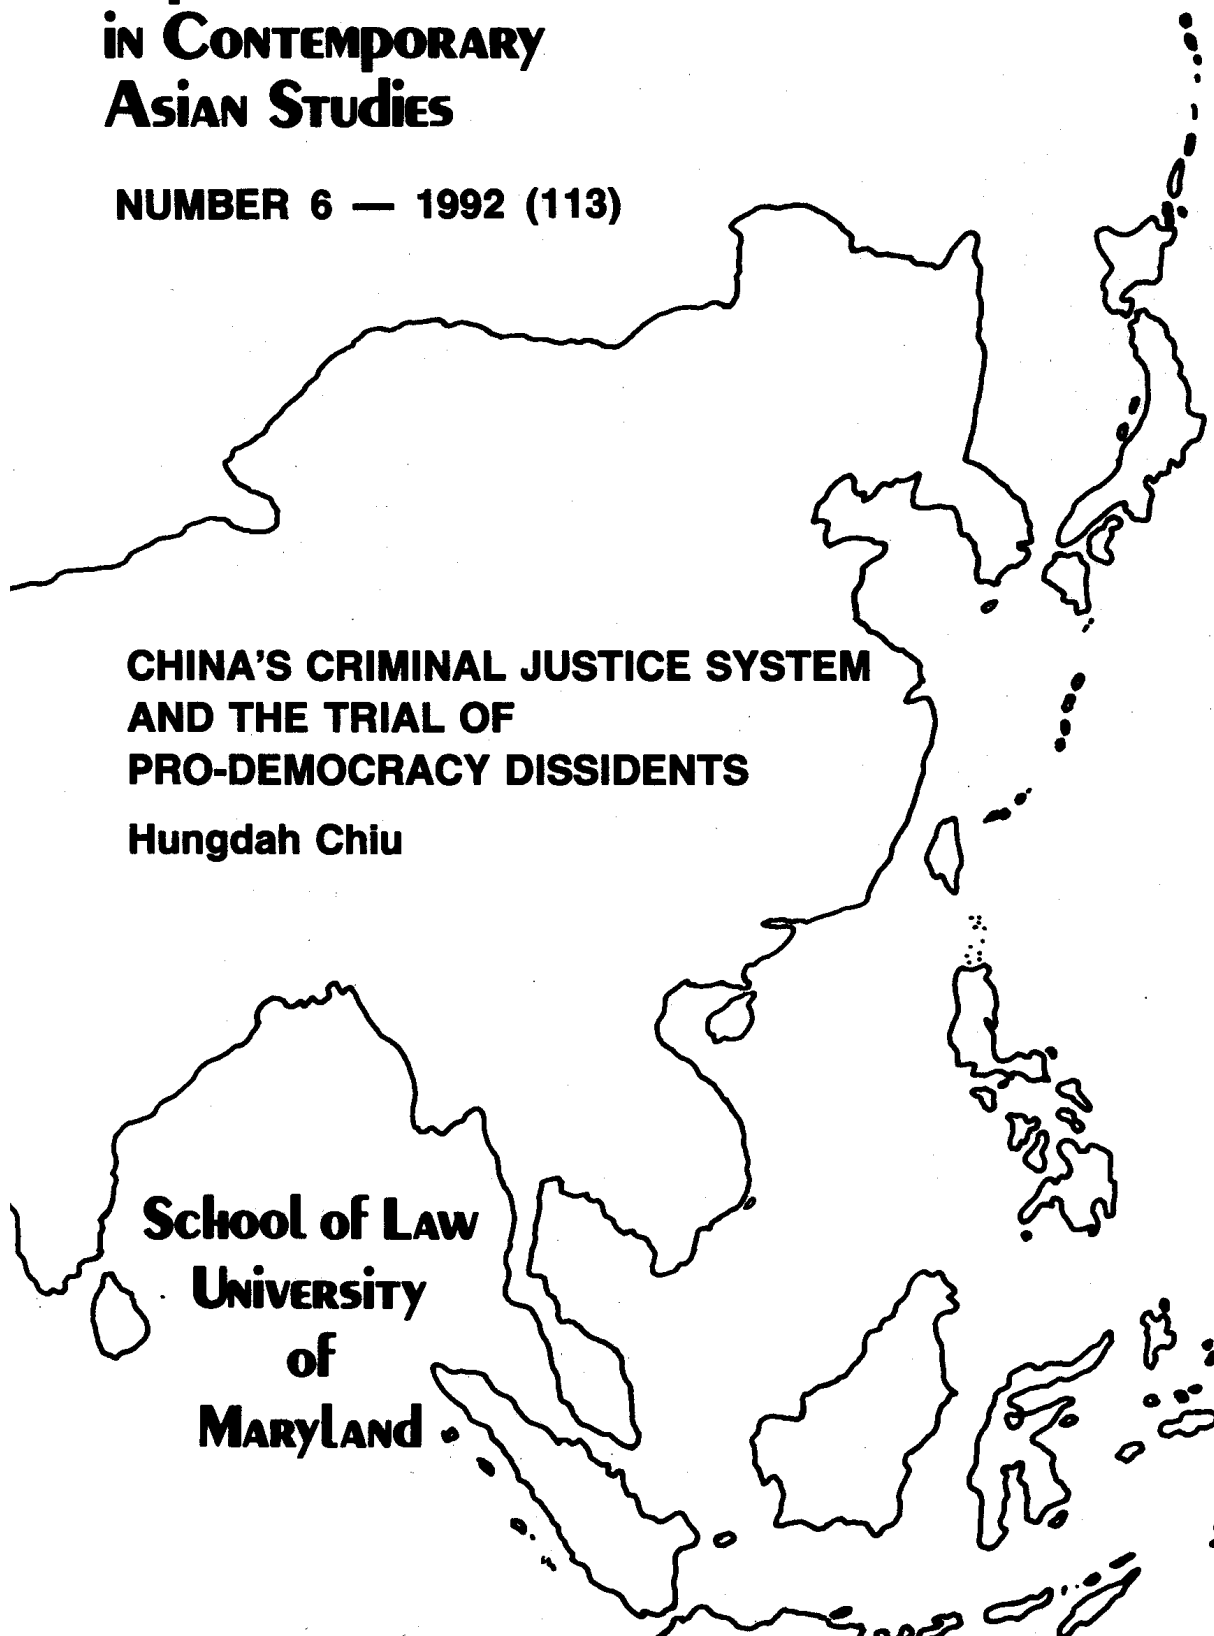 in Contemporary
Asian Studies
NUMBER 6 — 1992 (113)
CHINA'S CRIMINAL JUSTICE SYSTEM
AND THE TRIAL OF
PRO-DEMOCRACY DISSIDENTS
Hungdah Chiu
School of Law
University
of
Maryland